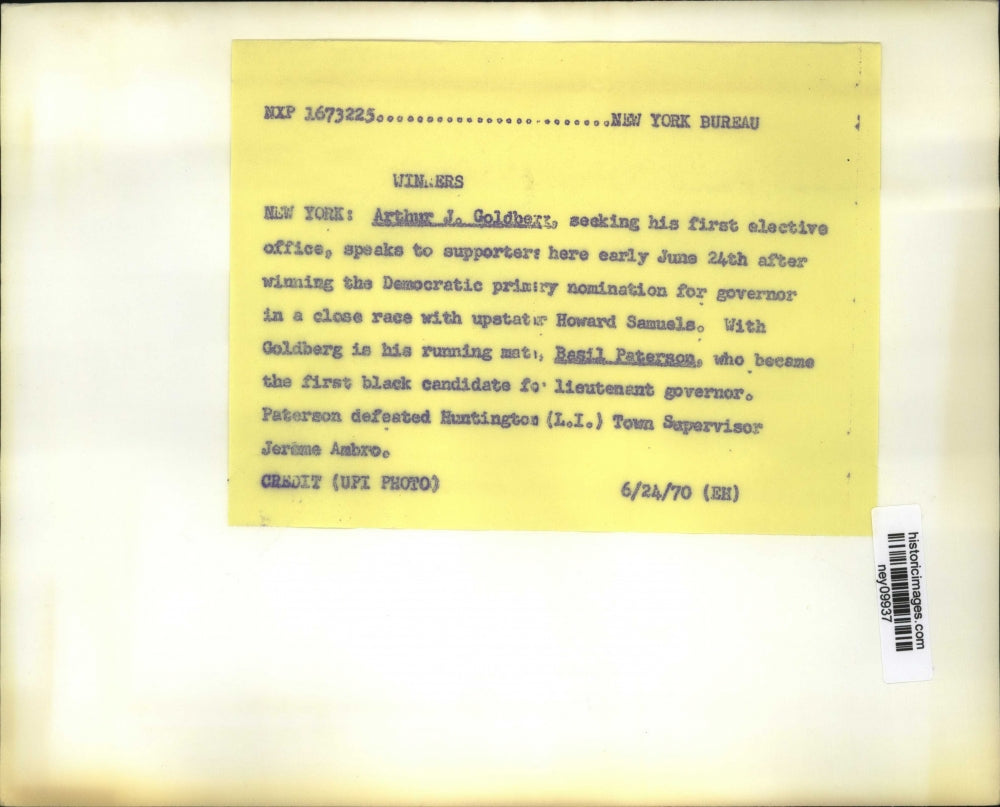 NXP 1673225..............................NEW YORK BUREAU
WINNERS
NEW YORK: Arthur J. Goldberg, seeking his first elective
office, speaks to supporters here early June 24th after
winning the Democratic primary nomination for governor
in a close race with upstater Howard Samuels. With
Goldberg is his running mate, Basil Paterson, who became
the first black candidate for lieutenant governor.
Paterson defeated Huntington (L.I.) Town Supervisor
Jerome Ambro.
CREDIT (UPI PHOTO) 6/24/70 (EH)
historicimages.com
ney09937